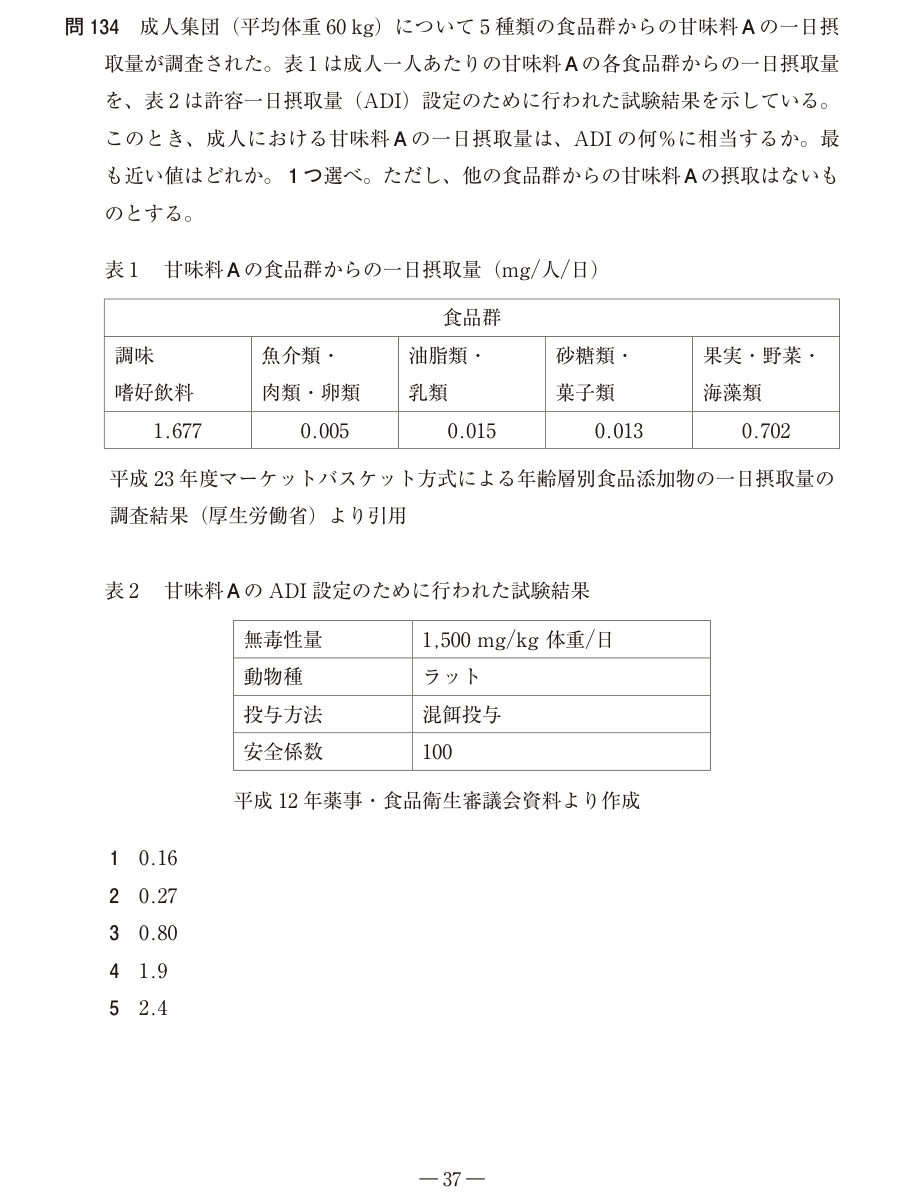 問 134　成人集団（平均体重 60 kg）について 5 種類の食品群からの甘味料Aの一日摂
取量が調査された。表 1 は成人一人あたりの甘味料Aの各食品群からの一日摂取量
を、表 2 は許容一日摂取量（ADI）設定のために行われた試験結果を示している。
このとき、成人における甘味料Aの一日摂取量は、ADI の何％に相当するか。最
も近い値はどれか。1つ選べ。ただし、他の食品群からの甘味料Aの摂取はないも
のとする。
表 1　甘味料Aの食品群からの一日摂取量（mg/人/日）
食品群
調味　魚介類・　油脂類・　砂糖類・　果実・野菜・
嗜好飲料　肉類・卵類　乳類　菓子類　海藻類
1.677　0.005　0.015　0.013　0.702
平成 23 年度マーケットバスケット方式による年齢層別食品添加物の一日摂取量の
調査結果（厚生労働省）より引用
表 2　甘味料Aの ADI 設定のために行われた試験結果
無毒性量　1,500 mg/kg 体重/日
動物種　ラット
投与方法　混餌投与
安全係数　100
平成 12 年薬事・食品衛生審議会資料より作成
1　0.16
2　0.27
3　0.80
4　1.9
5　2.4
― 37 ―